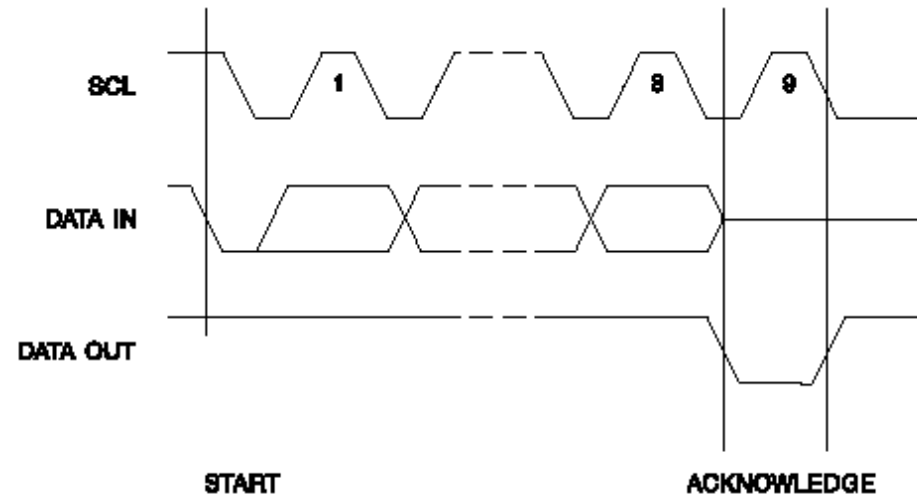 SCL
1
8
9
DATA IN
DATA OUT
START
ACKNOWLEDGE